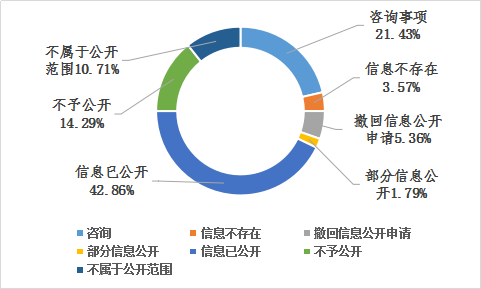 咨询事项
21.43%
信息不存在
3.57%
撤回信息公开
申请5.36%
部分信息公
开1.79%
信息已公开
42.86%
不予公开
14.29%
不属于公开
范围10.71%
咨询 信息不存在 撤回信息公开申请
部分信息公开 信息已公开 不予公开
不属于公开范围